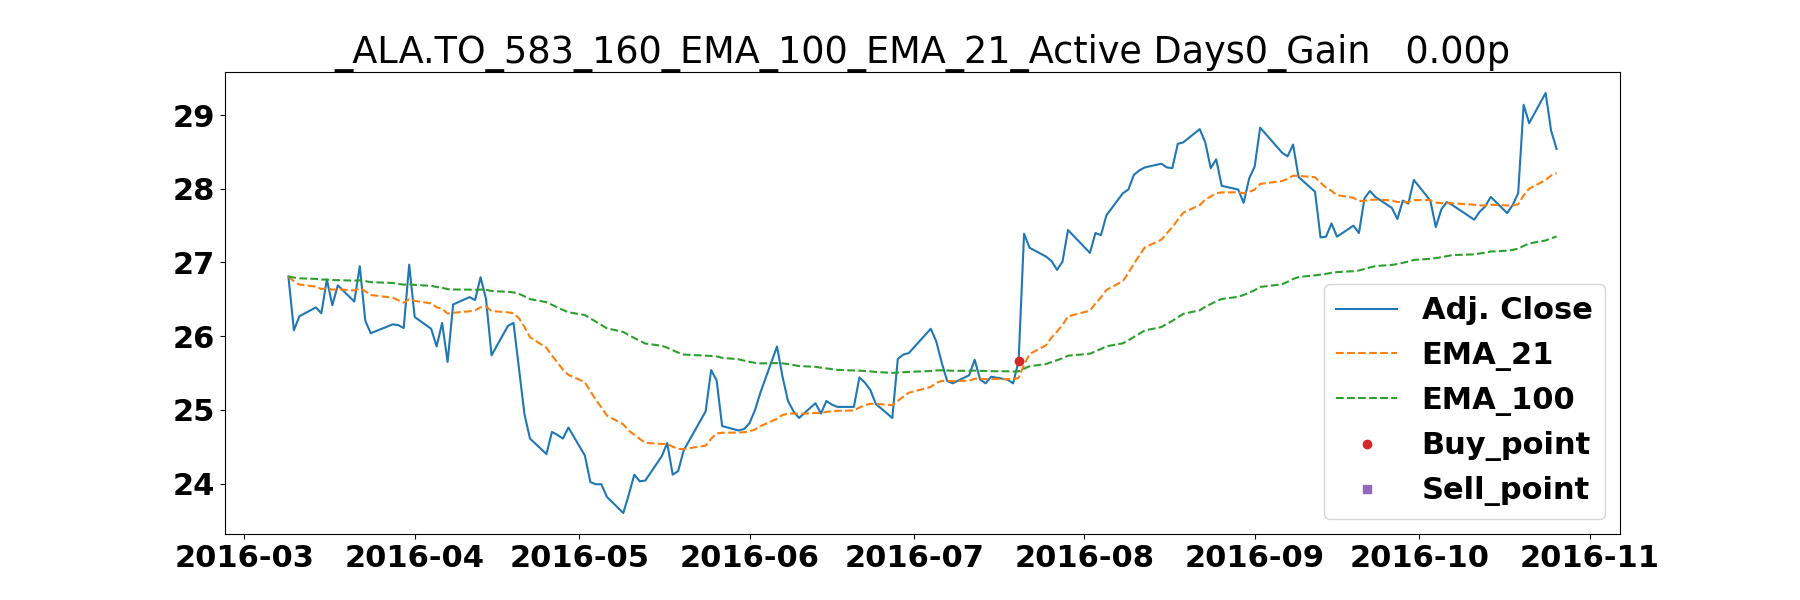 _ALA.TO_583_160_EMA_100_EMA_21_Active Days0_Gain   0.00p
29
28
27
26
25
24
Adj. Close
EMA_21
EMA_100
Buy_point
Sell_point
2016-03 2016-04 2016-05 2016-06 2016-07 2016-08 2016-09 2016-10 2016-11